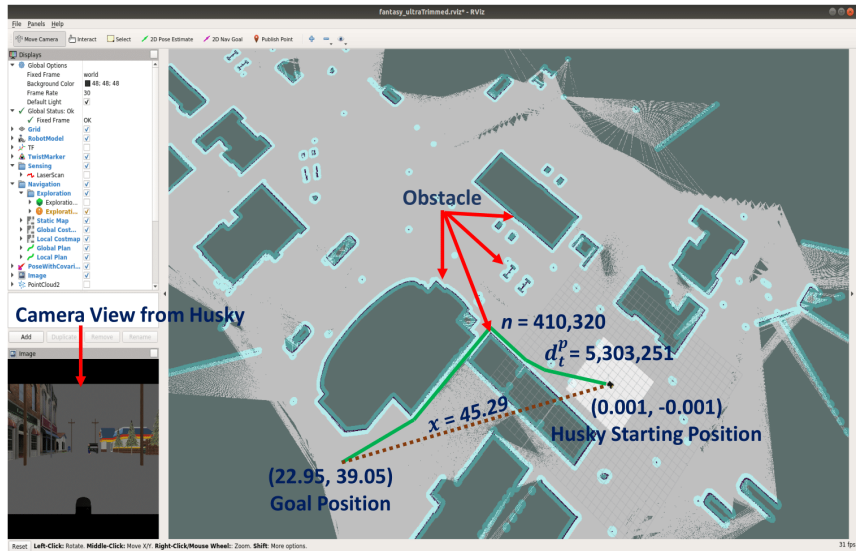 fantasy_ultraTrimmed.rviz* - RViz
File Panels Help
Move Camera Interact Select 2D Pose Estimate 2D Nav Goal Publish Point
Displays
Global Options
Fixed Frame world
Background Color 48; 48; 48
Frame Rate 30
Default Light
Global Status: Ok
Fixed Frame OK
Grid
RobotModel
TF
TwistMarker
Sensing
LaserScan
Navigation
Exploration
Exploratio...
Explorati...
Static Map
Global Cost...
Local Costmap
Global Plan
Local Plan
PoseWithCovari...
Image
PointCloud2
Camera View from Husky
Add Duplicate Remove Rename
Image
Obstacle
n = 410,320
d_t^p = 5,303,251
x = 45.29
(0.001, -0.001)
Husky Starting Position
(22.95, 39.05)
Goal Position
Reset Left-Click: Rotate. Middle-Click: Move X/Y. Right-Click/Mouse Wheel:: Zoom. Shift: More options. 31 fps